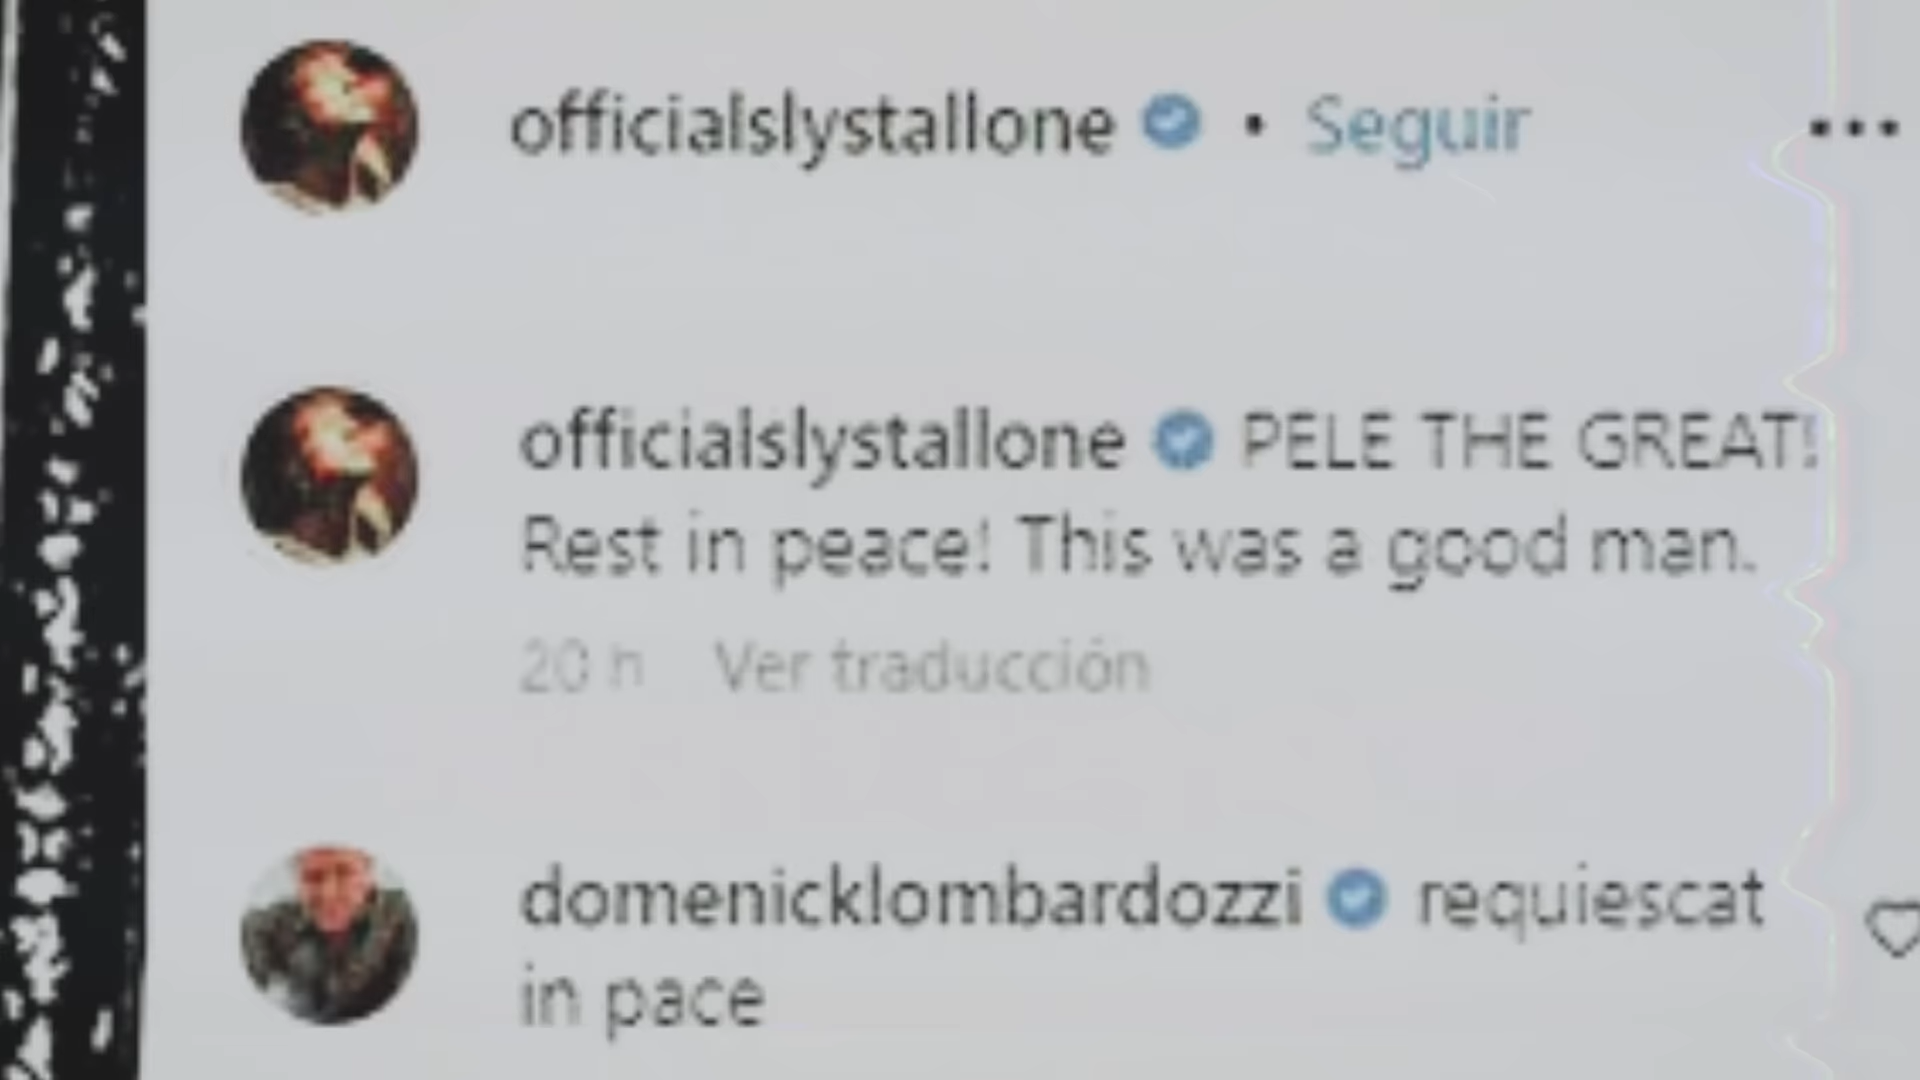 officialslystallone • Seguir
officialslystallone PELE THE GREAT!
Rest in peace! This was a good man.
20 h Ver traducción
domenicklombardozzi requiescat
in pace